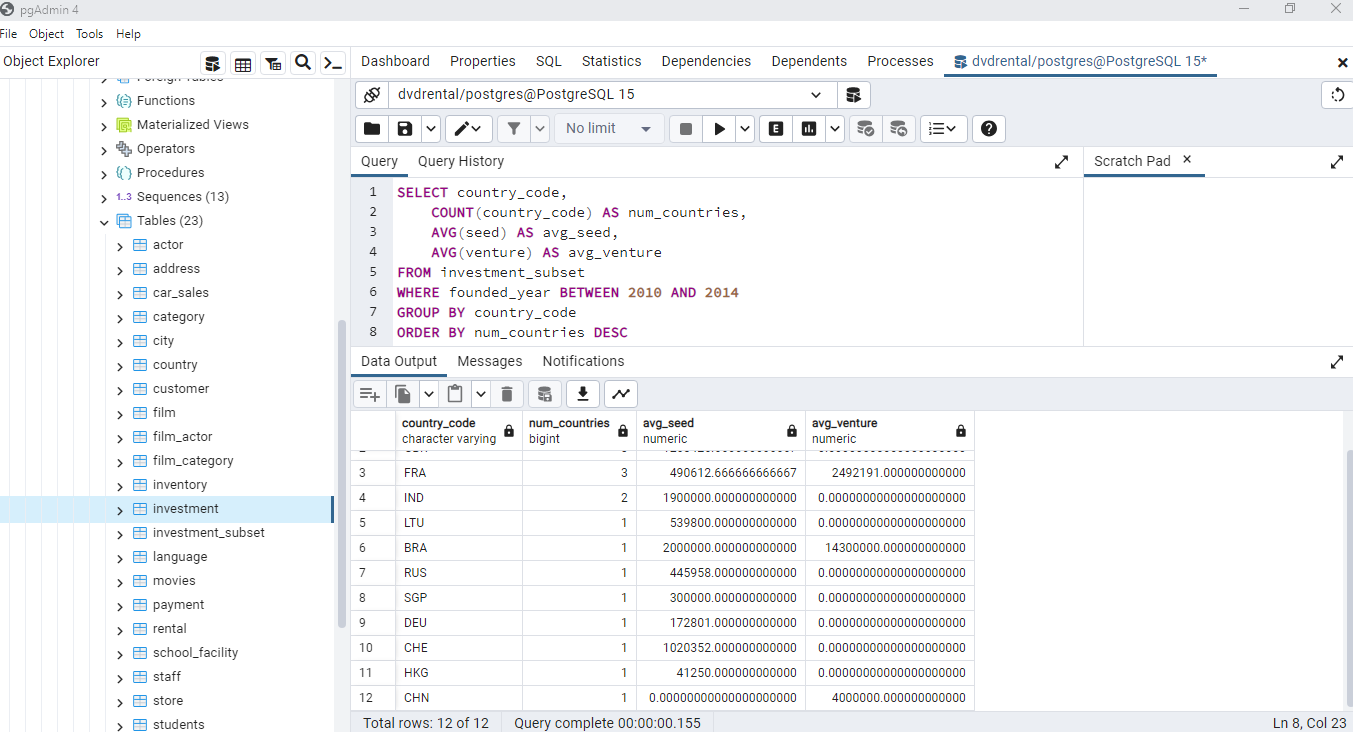 pgAdmin 4
File Object Tools Help
Object Explorer
Dashboard Properties SQL Statistics Dependencies Dependents Processes dvdrental/postgres@PostgreSQL 15*
Foreign Tables
Functions
Materialized Views
Operators
Procedures
1..3 Sequences (13)
Tables (23)
actor
address
car_sales
category
city
country
customer
film
film_actor
film_category
inventory
investment
investment_subset
language
movies
payment
rental
school_facility
staff
store
students
dvdrental/postgres@PostgreSQL 15
No limit
E
Query Query History
Scratch Pad
1 SELECT country_code,
2 COUNT(country_code) AS num_countries,
3 AVG(seed) AS avg_seed,
4 AVG(venture) AS avg_venture
5 FROM investment_subset
6 WHERE founded_year BETWEEN 2010 AND 2014
7 GROUP BY country_code
8 ORDER BY num_countries DESC
Data Output Messages Notifications
country_code num_countries avg_seed avg_venture
character varying bigint numeric numeric
3 FRA 3 490612.666666666667 2492191.000000000000
4 IND 2 1900000.000000000000 0.00000000000000000000
5 LTU 1 539800.000000000000 0.00000000000000000000
6 BRA 1 2000000.000000000000 14300000.000000000000
7 RUS 1 445958.000000000000 0.00000000000000000000
8 SGP 1 300000.000000000000 0.00000000000000000000
9 DEU 1 172801.000000000000 0.00000000000000000000
10 CHE 1 1020352.000000000000 0.00000000000000000000
11 HKG 1 41250.000000000000 0.00000000000000000000
12 CHN 1 0.00000000000000000000 4000000.000000000000
Total rows: 12 of 12 Query complete 00:00:00.155 Ln 8, Col 23